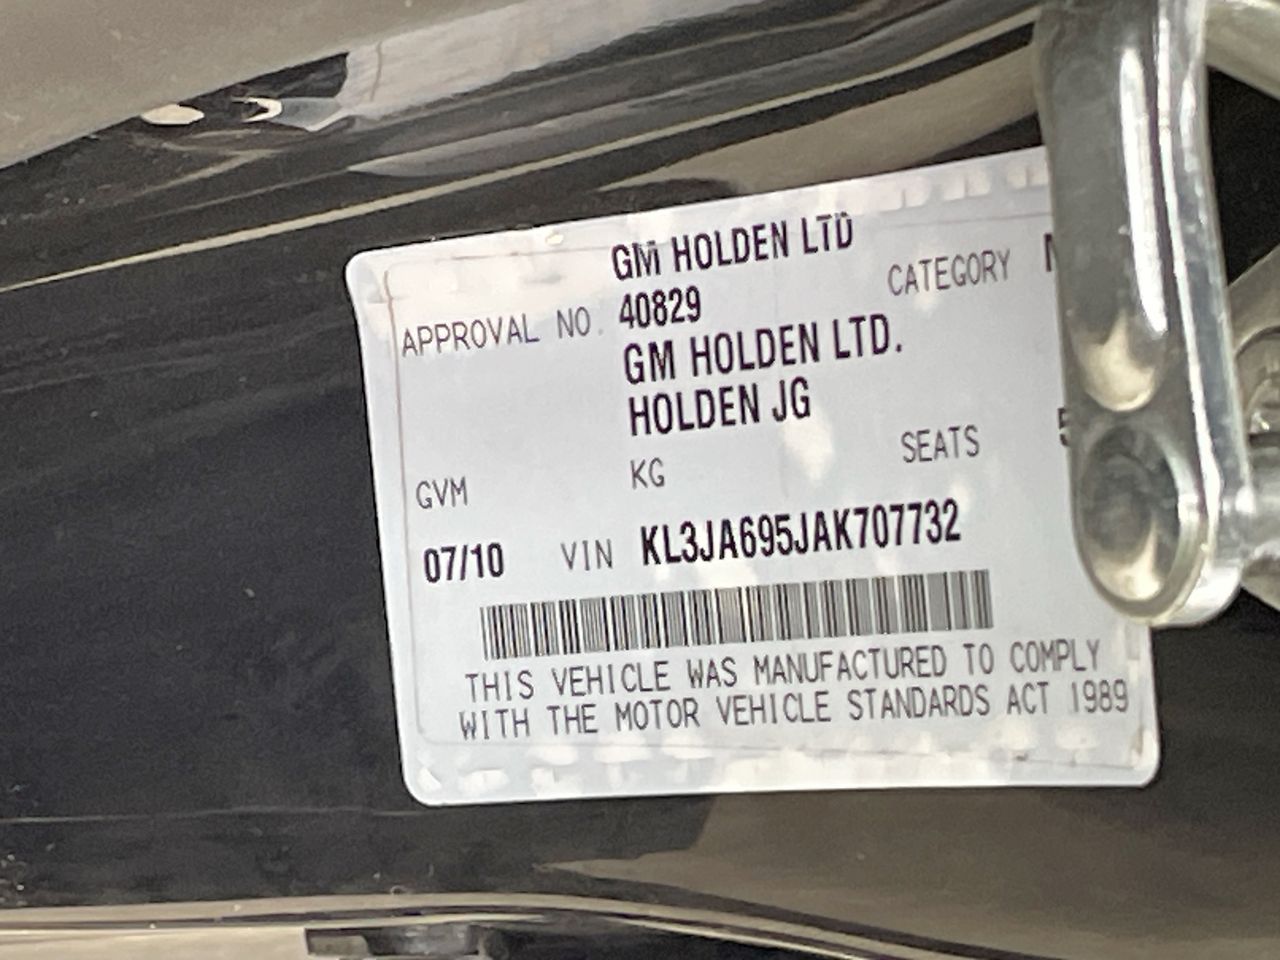 GM HOLDEN LTD
APPROVAL NO. 40829 CATEGORY
GM HOLDEN LTD.
HOLDEN JG
GVM KG SEATS 5
07/10 VIN KL3JA695JAK707732
THIS VEHICLE WAS MANUFACTURED TO COMPLY
WITH THE MOTOR VEHICLE STANDARDS ACT 1989